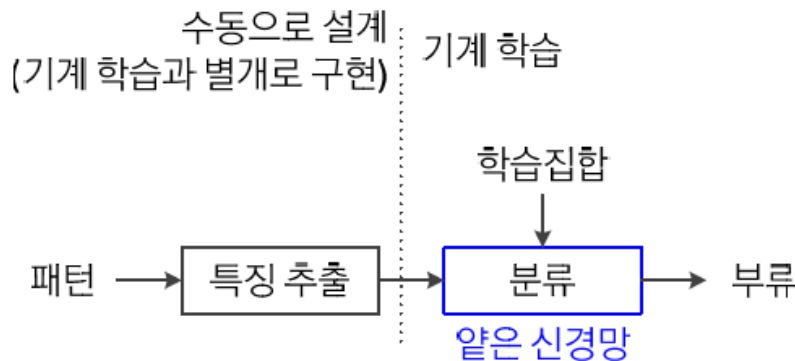 수동으로 설계
(기계 학습과 별개로 구현)
기계 학습
학습집합
패턴
특징 추출
분류
부류
얕은 신경망